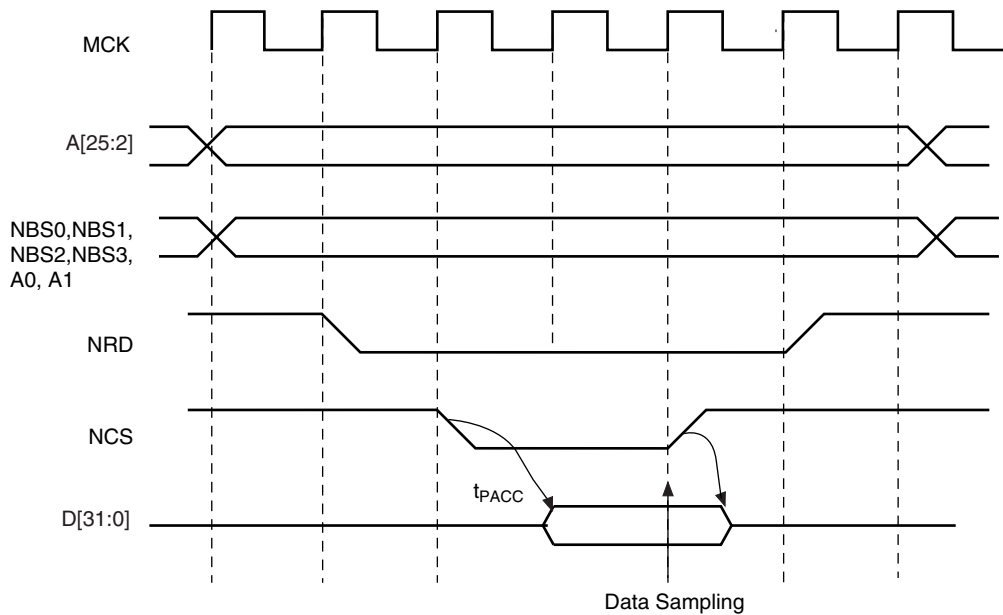 MCK
A[25:2]
NBS0,NBS1,
NBS2,NBS3,
A0, A1
NRD
NCS
tPACC
D[31:0]
Data Sampling